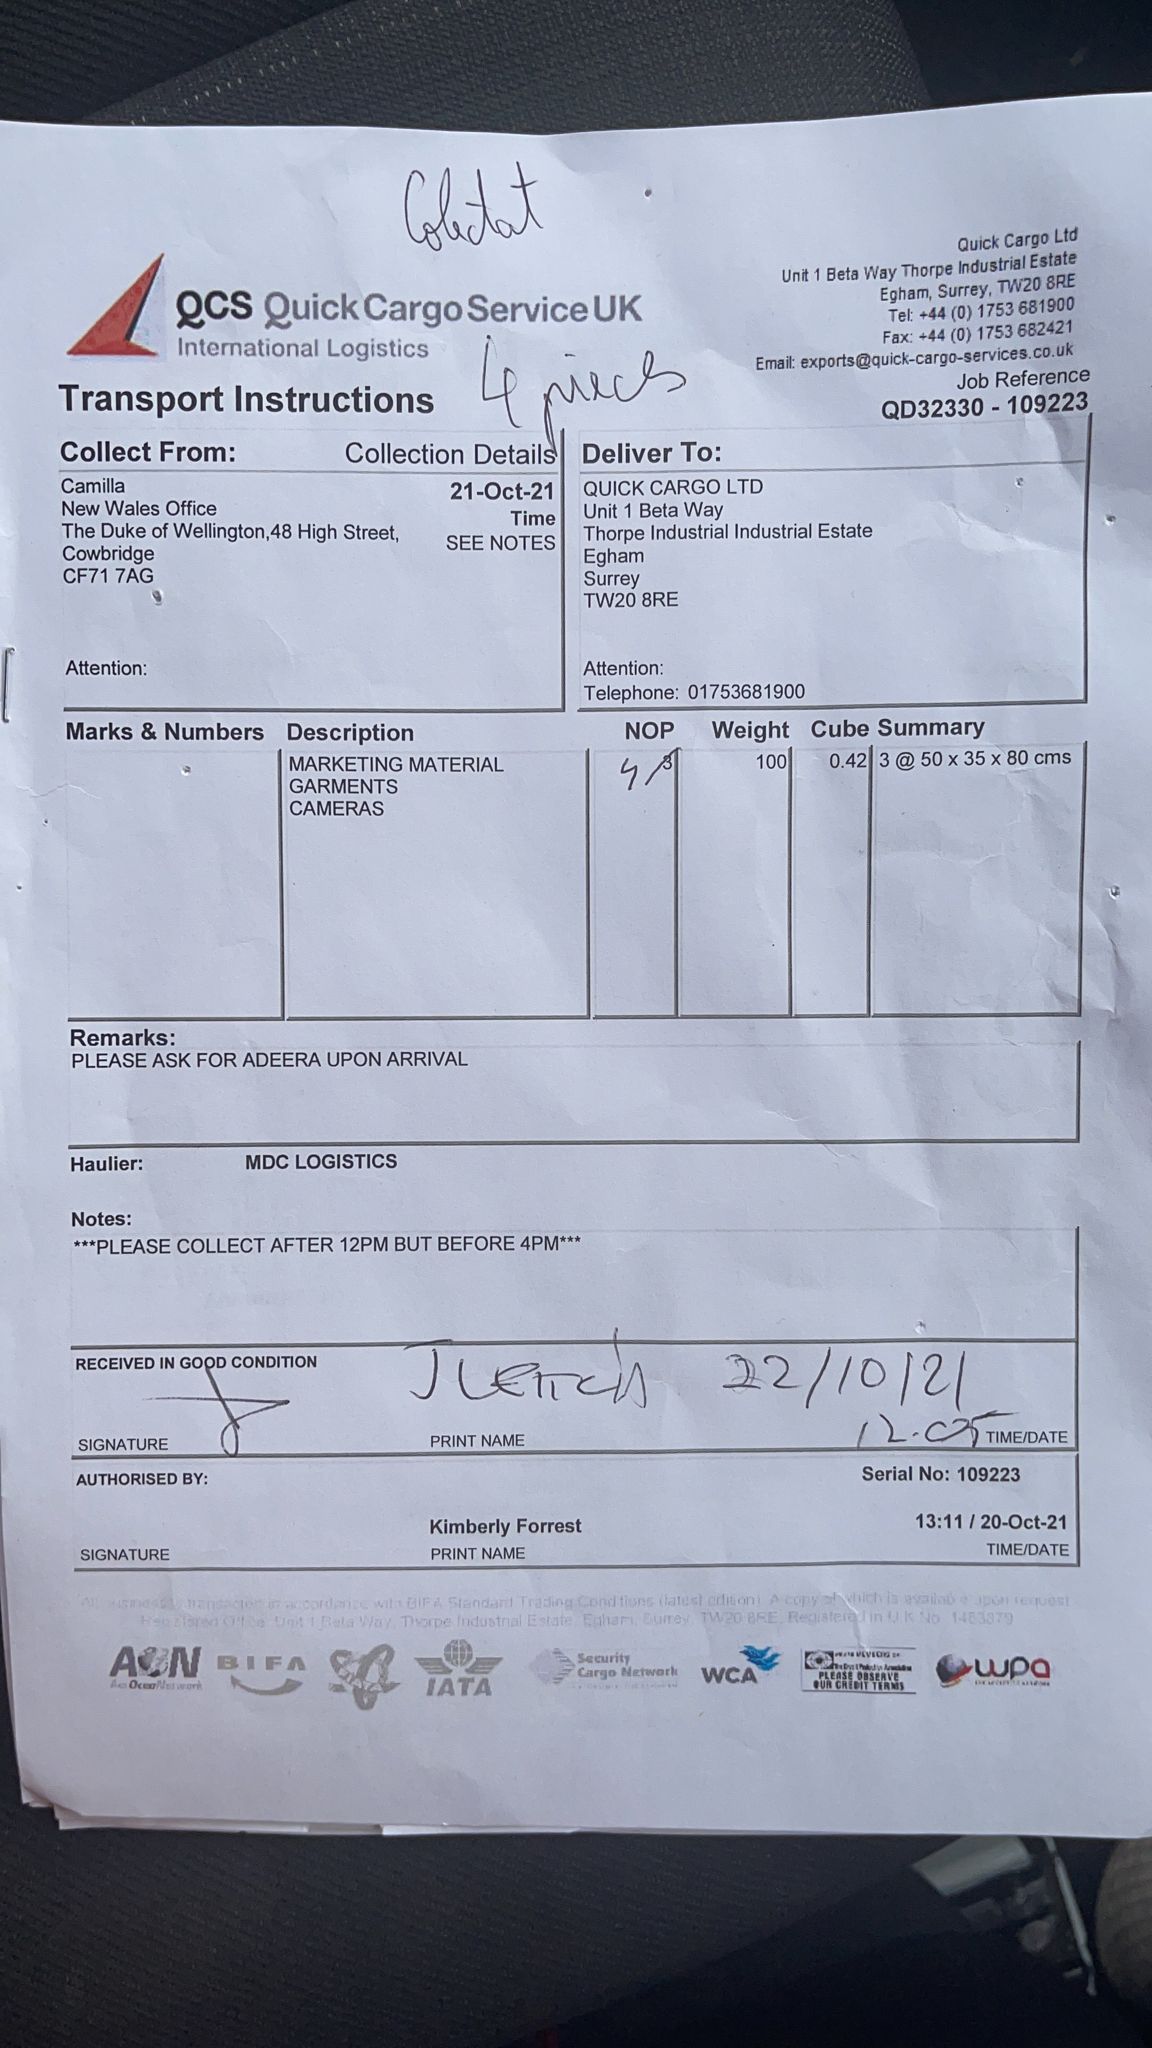 Colectat
Quick Cargo Ltd
Unit 1 Beta Way Thorpe Industrial Estate
Egham, Surrey, TW20 8RE
Tel: +44 (0) 1753 681900
Fax: +44 (0) 1753 682421
Email: exports@quick-cargo-services.co.uk
QCS Quick Cargo Service UK
International Logistics
4 pieces
Job Reference
QD32330 - 109223
Transport Instructions
Collect From: Collection Details
Camilla 21-Oct-21
New Wales Office Time
The Duke of Wellington,48 High Street, SEE NOTES
Cowbridge
CF71 7AG
Attention:
Deliver To:
QUICK CARGO LTD
Unit 1 Beta Way
Thorpe Industrial Industrial Estate
Egham
Surrey
TW20 8RE
Attention:
Telephone: 01753681900
Marks & Numbers Description NOP Weight Cube Summary
MARKETING MATERIAL 4 3 100 0.42 3 @ 50 x 35 x 80 cms
GARMENTS
CAMERAS
Remarks:
PLEASE ASK FOR ADEERA UPON ARRIVAL
Haulier: MDC LOGISTICS
Notes:
***PLEASE COLLECT AFTER 12PM BUT BEFORE 4PM***
RECEIVED IN GOOD CONDITION
22/10/21
12.05
SIGNATURE PRINT NAME TIME/DATE
AUTHORISED BY: Serial No: 109223
Kimberly Forrest 13:11 / 20-Oct-21
SIGNATURE PRINT NAME TIME/DATE
All business is transacted in accordance with BIFA Standard Trading Conditions (latest edition). A copy of which is available upon request
Registered Office: Unit 1 Beta Way, Thorpe Industrial Estate, Egham, Surrey, TW20 8RE, Registered in U K No
AON
BIFA
IATA
Security
Cargo Network
WCA
PLEASE OBSERVE
OUR CREDIT TERMS
wpa